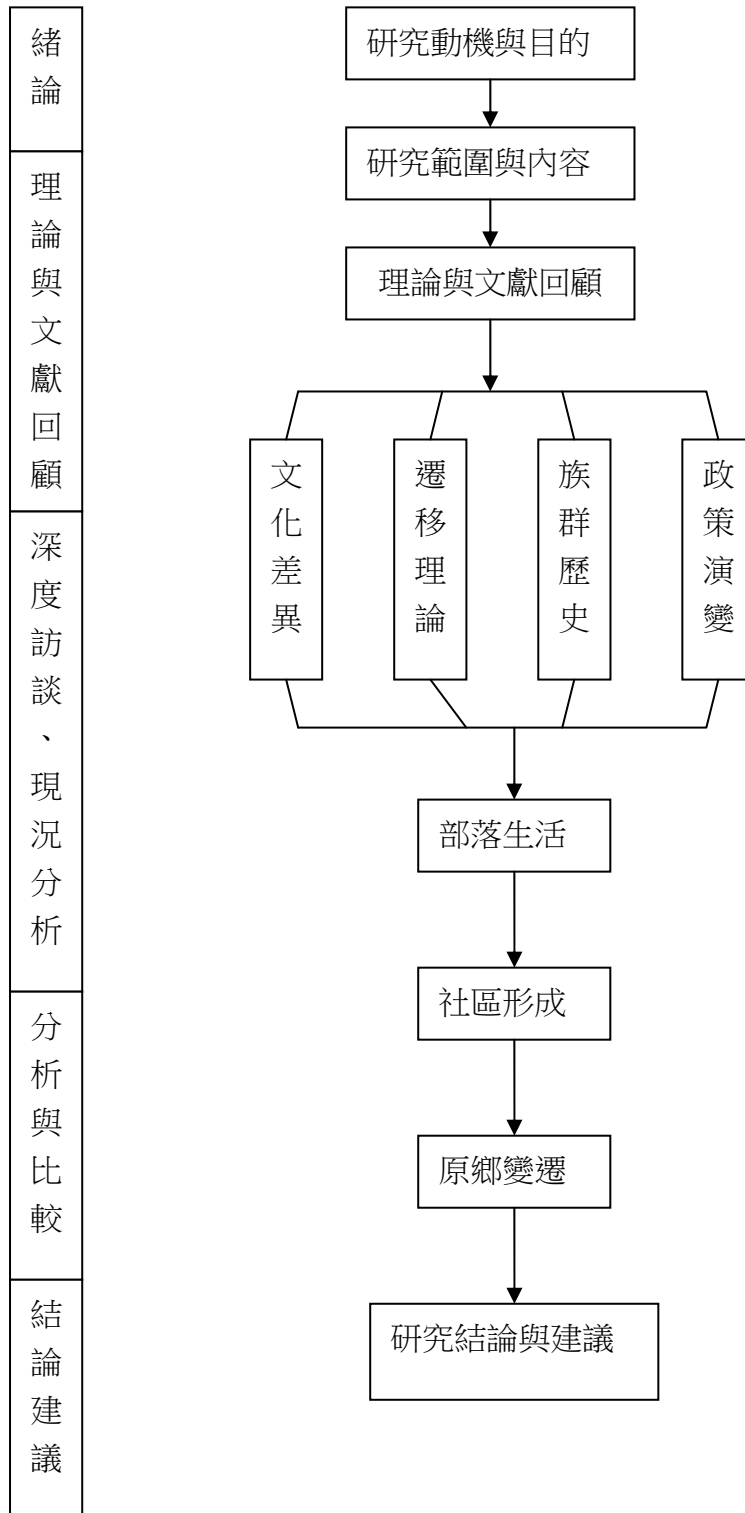 緒論
理論與文獻回顧
深度訪談、現況分析
分析與比較
結論建議
研究動機與目的
研究範圍與內容
理論與文獻回顧
文化差異
遷移理論
族群歷史
政策演變
部落生活
社區形成
原鄉變遷
研究結論與建議